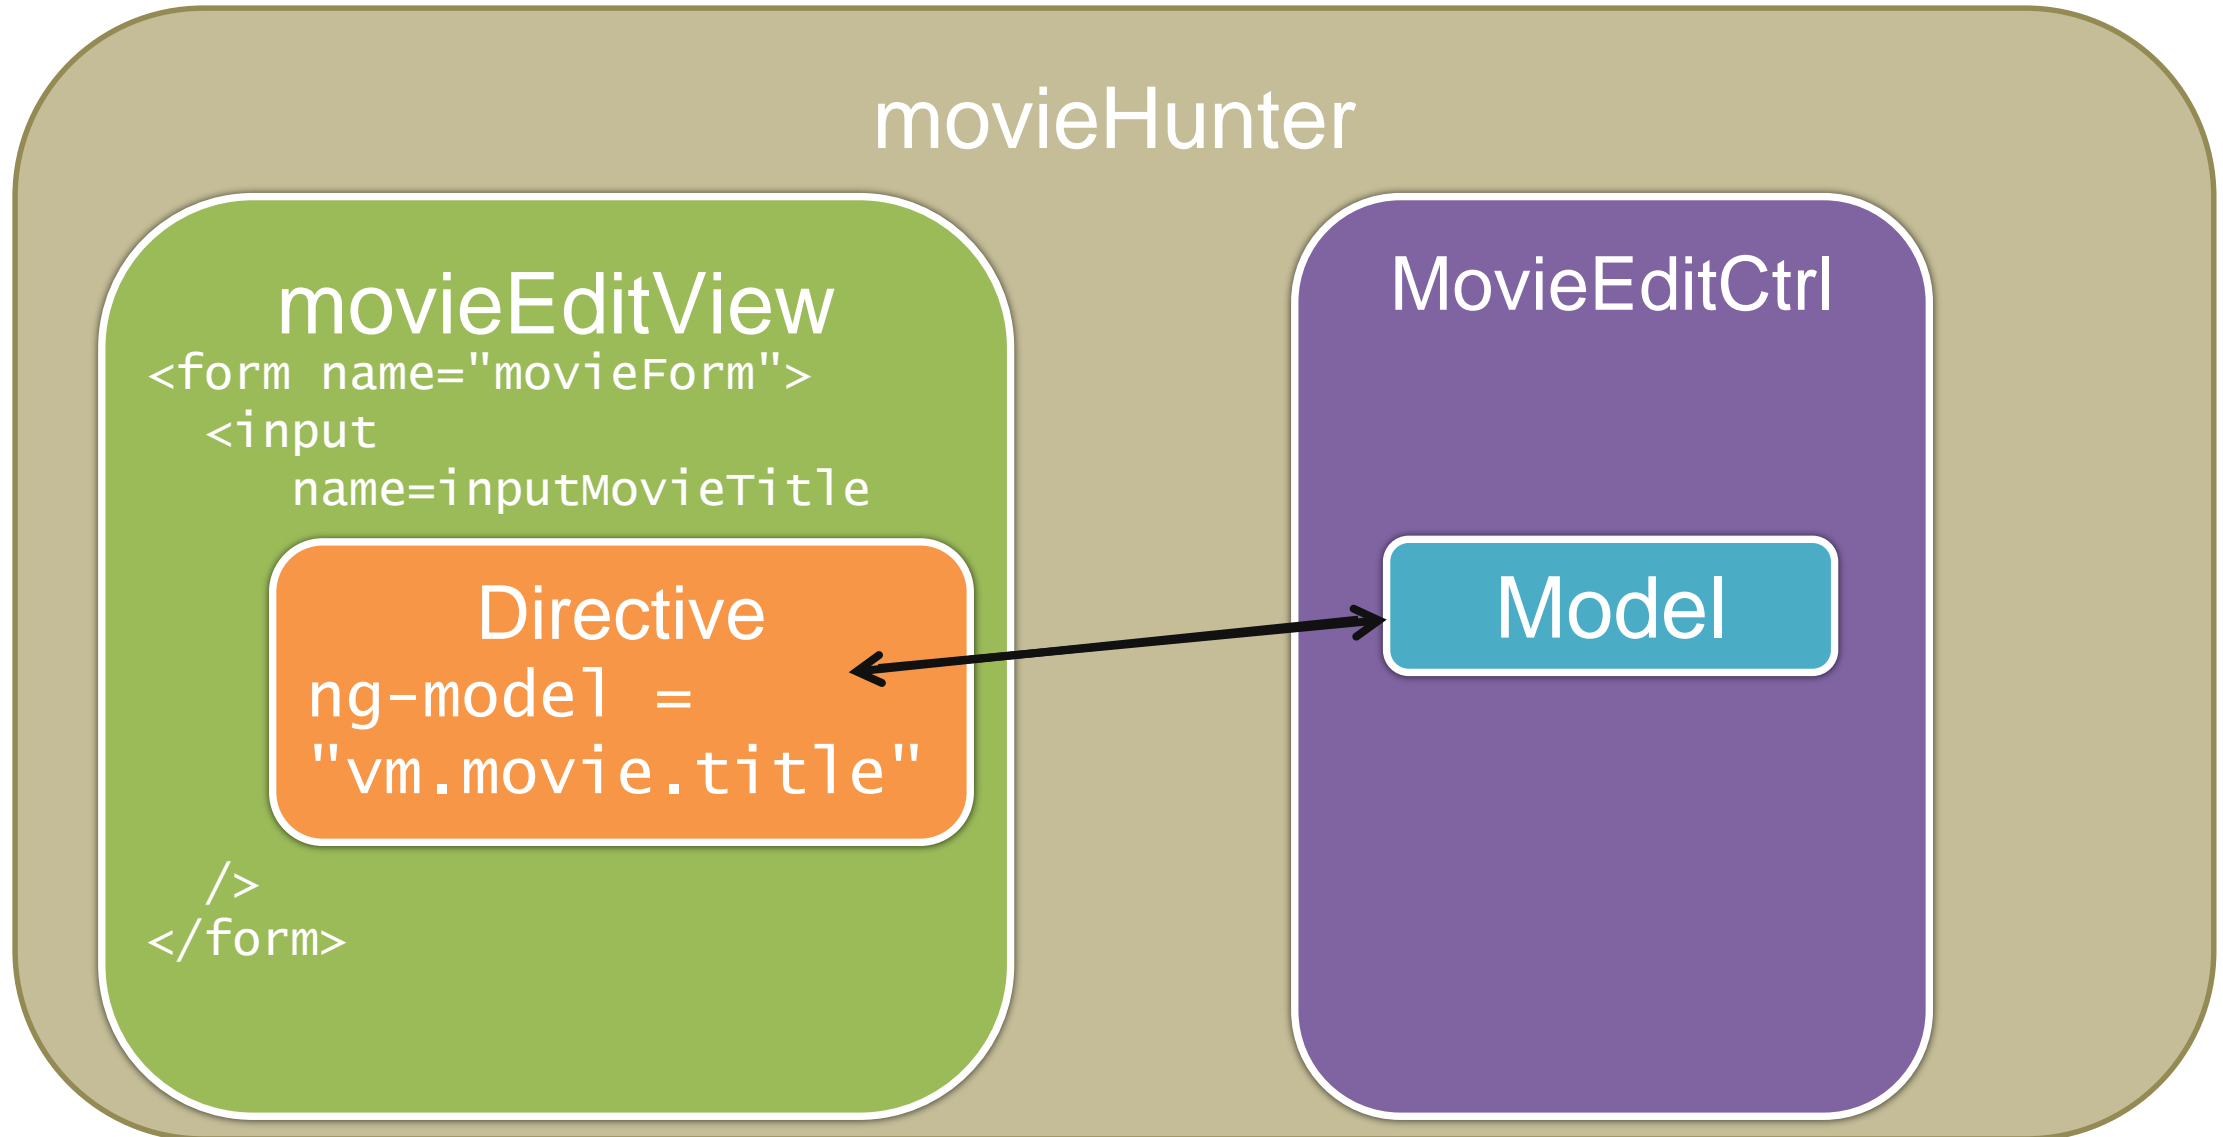 movieHunter
movieEditView
<form name="movieForm">
<input
name=inputMovieTitle
Directive
ng-model =
"vm.movie.title"
/>
</form>
MovieEditCtrl
Model